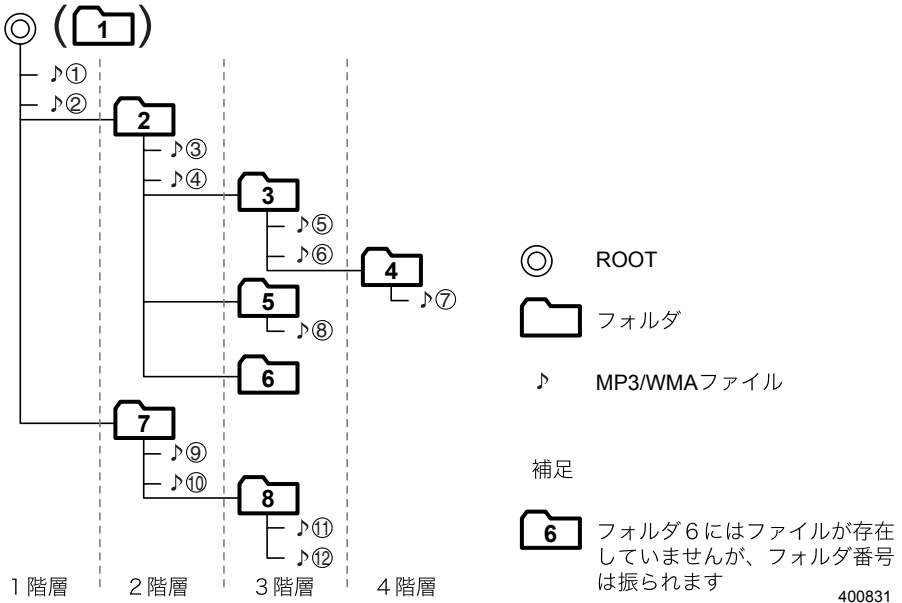 (1)
♪①
♪②
2
♪③
♪④
3
♪⑤
♪⑥
4
♪⑦
5
♪⑧
6
7
♪⑨
♪⑩
8
♪⑪
♪⑫
1階層 2階層 3階層 4階層
ROOT
フォルダ
♪ MP3/WMAファイル
補足
6 フォルダ6にはファイルが存在
していませんが、フォルダ番号
は振られます
400831